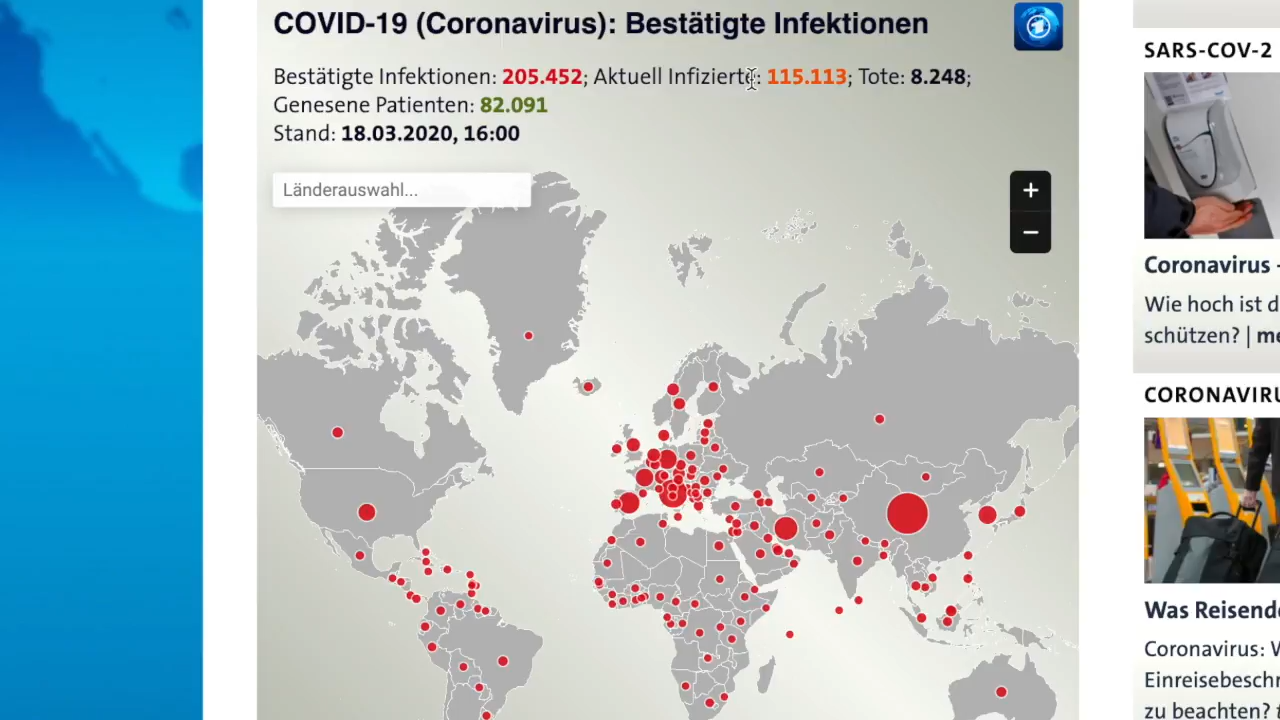 COVID-19 (Coronavirus): Bestätigte Infektionen
Bestätigte Infektionen: 205.452; Aktuell Infizierte: 115.113; Tote: 8.248;
Genesene Patienten: 82.091
Stand: 18.03.2020, 16:00
Länderauswahl...
+
−
SARS-COV-2
Coronavirus -
Wie hoch ist d
schützen? | me
CORONAVIRU
Was Reisende
Coronavirus: W
Einreisebeschr
zu beachten?